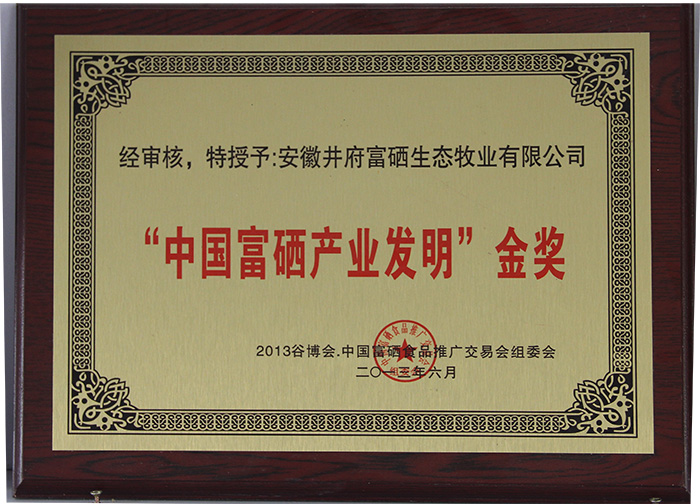 经审核，特授予:安徽井府富硒生态牧业有限公司
“中国富硒产业发明”金奖
2013谷博会.中国富硒食品推广交易会组委会
二〇一三年六月